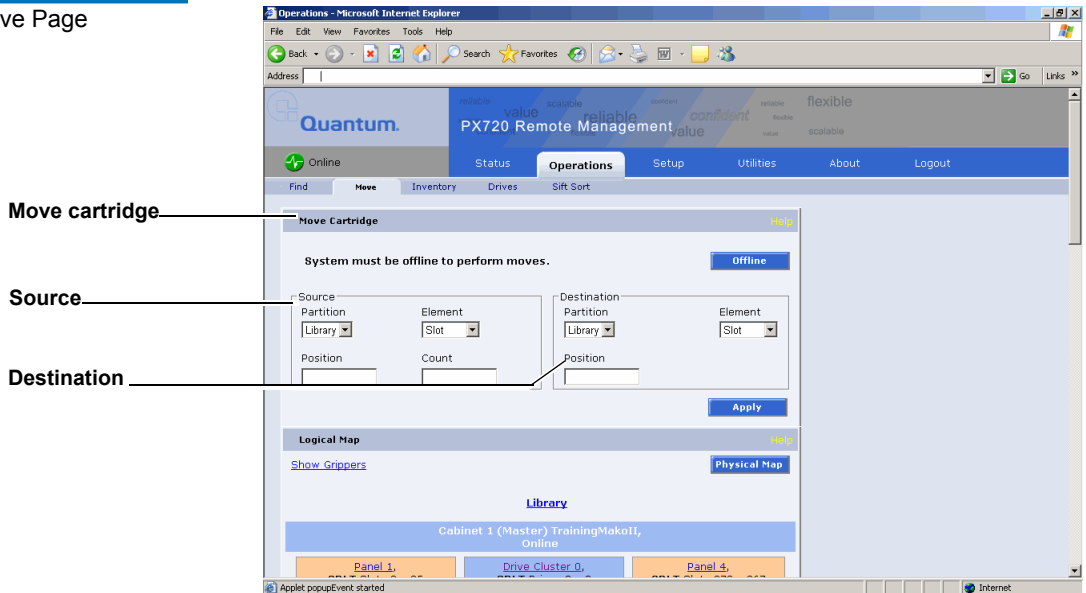 ve Page
Operations - Microsoft Internet Explorer
File Edit View Favorites Tools Help
Back Search Favorites
Address Go Links »
Quantum.
PX720 Remote Management
reliable value scalable reliable confident value reliable flexible value flexible scalable
Online
Status Operations Setup Utilities About Logout
Find Move Inventory Drives Sift Sort
Move cartridge
Move Cartridge Help
System must be offline to perform moves. Offline
Source
Source Destination
Partition Element Partition Element
Library Slot Library Slot
Position Count Position
Destination
Apply
Logical Map Help
Show Grippers Physical Map
Library
Cabinet 1 (Master) TrainingMakoII,
Online
Panel 1, Drive Cluster 0, Panel 4,
Applet popupEvent started Internet